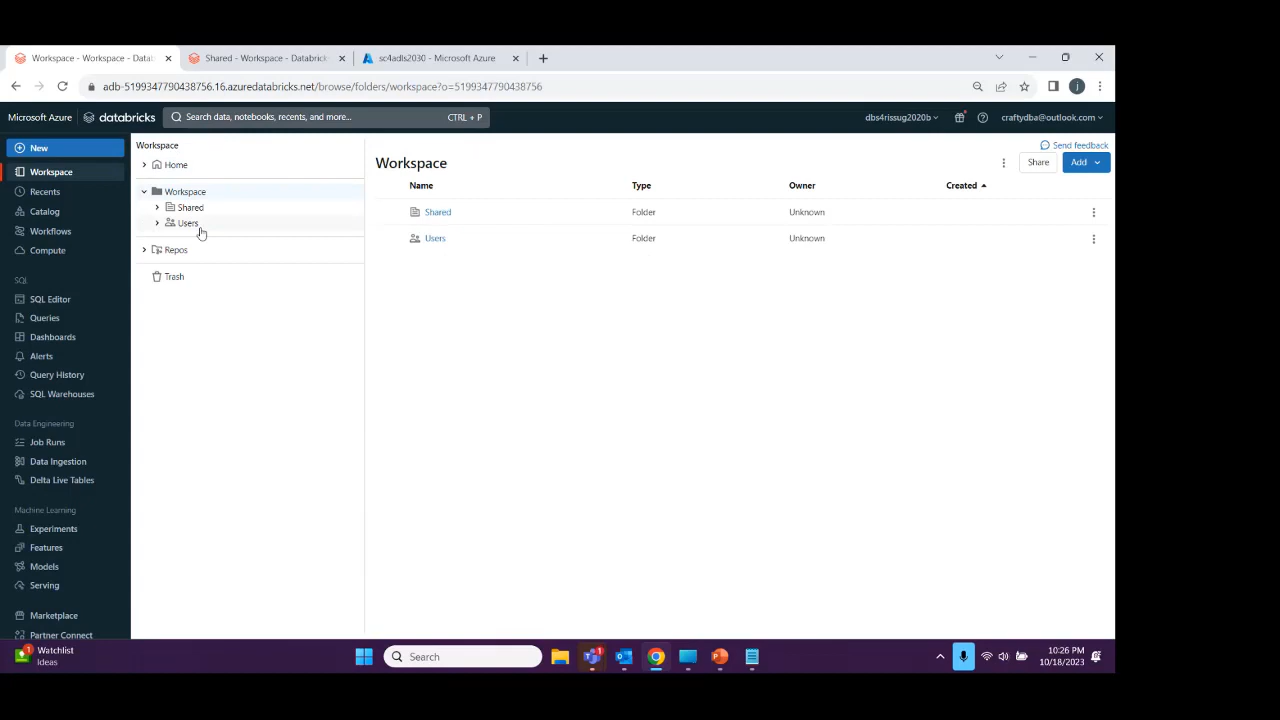 Workspace - Workspace - Datab
Shared - Workspace - Databrick
sc4adls2030 - Microsoft Azure
adb-5199347790438756.16.azuredatabricks.net/browse/folders/workspace?o=5199347790438756
Microsoft Azure
databricks
Search data, notebooks, recents, and more...
CTRL + P
dbs4rissug2020b
craftydba@outlook.com
New
Workspace
Recents
Catalog
Workflows
Compute
SQL
SQL Editor
Queries
Dashboards
Alerts
Query History
SQL Warehouses
Data Engineering
Job Runs
Data Ingestion
Delta Live Tables
Machine Learning
Experiments
Features
Models
Serving
Marketplace
Partner Connect
Workspace
Home
Workspace
Shared
Users
Repos
Trash
Send feedback
Workspace
Share
Add
Name Type Owner Created
Shared Folder Unknown
Users Folder Unknown
1
Watchlist
Ideas
Search
1
10:26 PM
10/18/2023